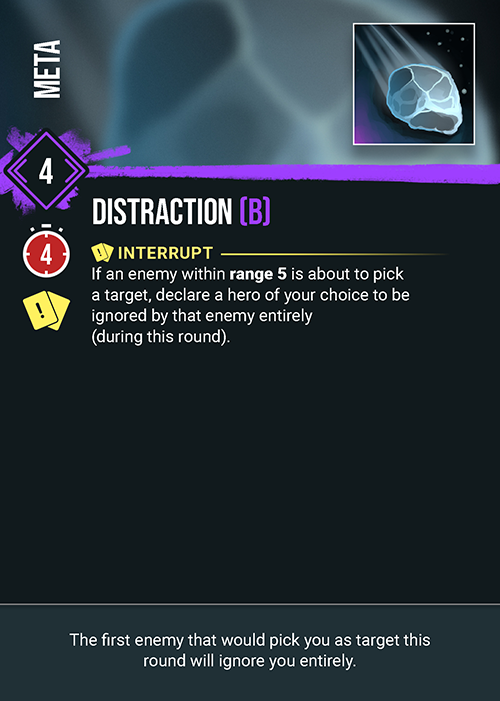 META
4
DISTRACTION (B)
4
! INTERRUPT
If an enemy within range 5 is about to pick
a target, declare a hero of your choice to be
ignored by that enemy entirely
(during this round).
!
The first enemy that would pick you as target this
round will ignore you entirely.